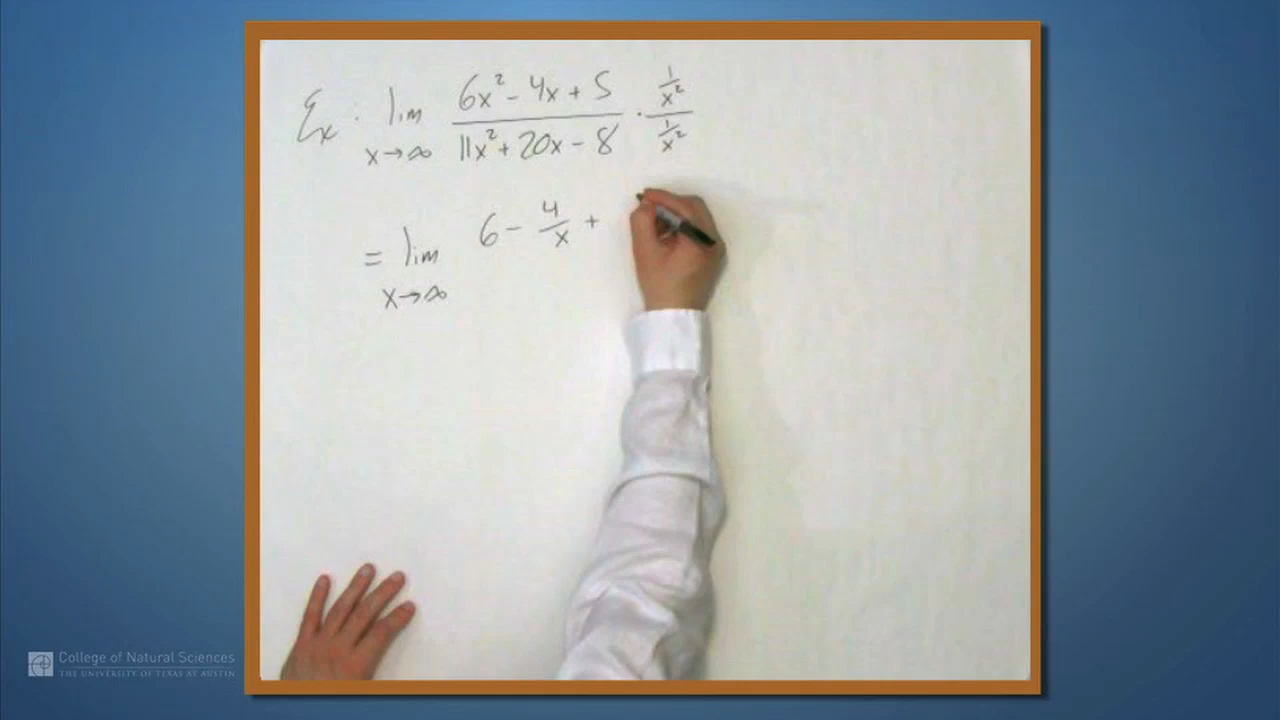 Ex: lim 6x² - 4x + 5 / 11x² + 20x - 8 · 1/x² / 1/x²
x→∞
= lim 6 - 4/x +
x→∞
College of Natural Sciences
THE UNIVERSITY OF TEXAS AT AUSTIN